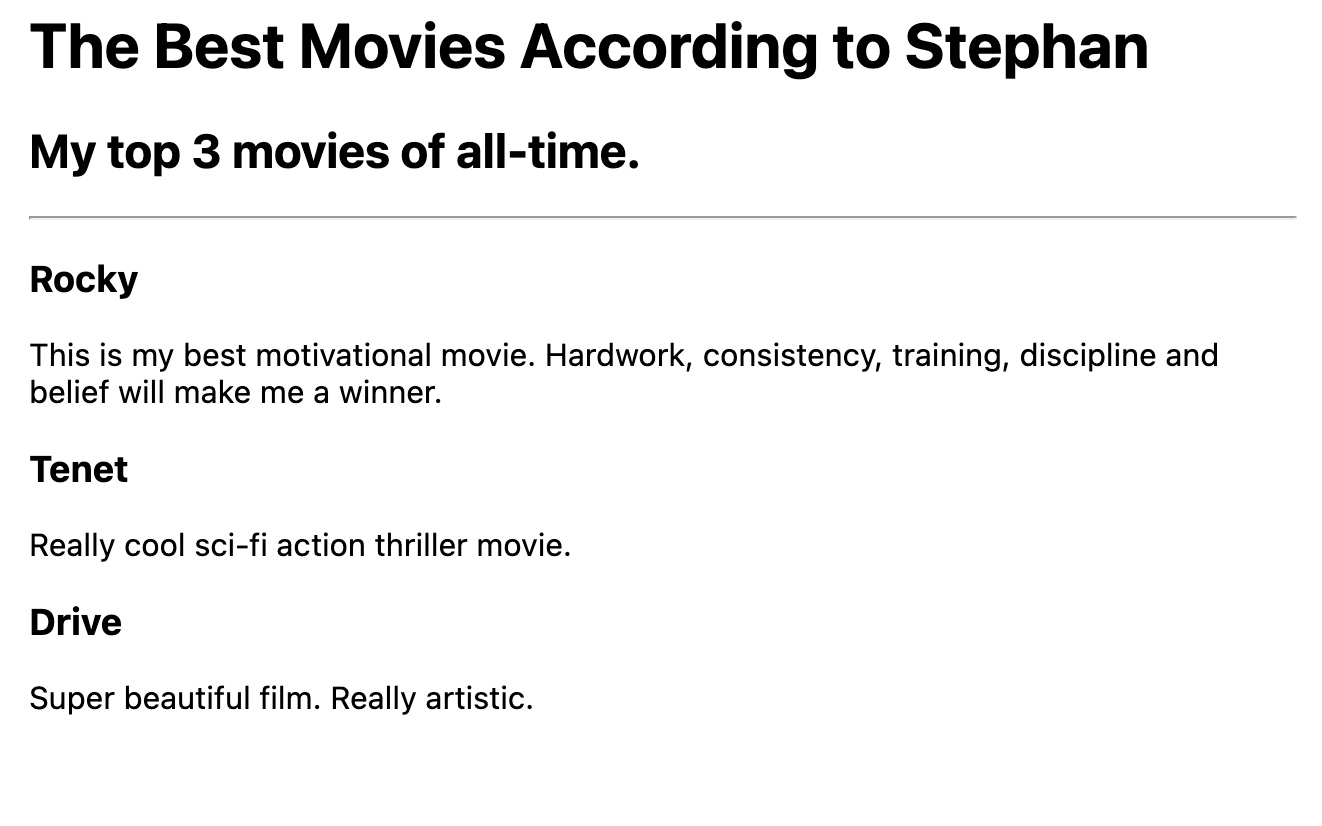 The Best Movies According to Stephan
My top 3 movies of all-time.
Rocky
This is my best motivational movie. Hardwork, consistency, training, discipline and
belief will make me a winner.
Tenet
Really cool sci-fi action thriller movie.
Drive
Super beautiful film. Really artistic.